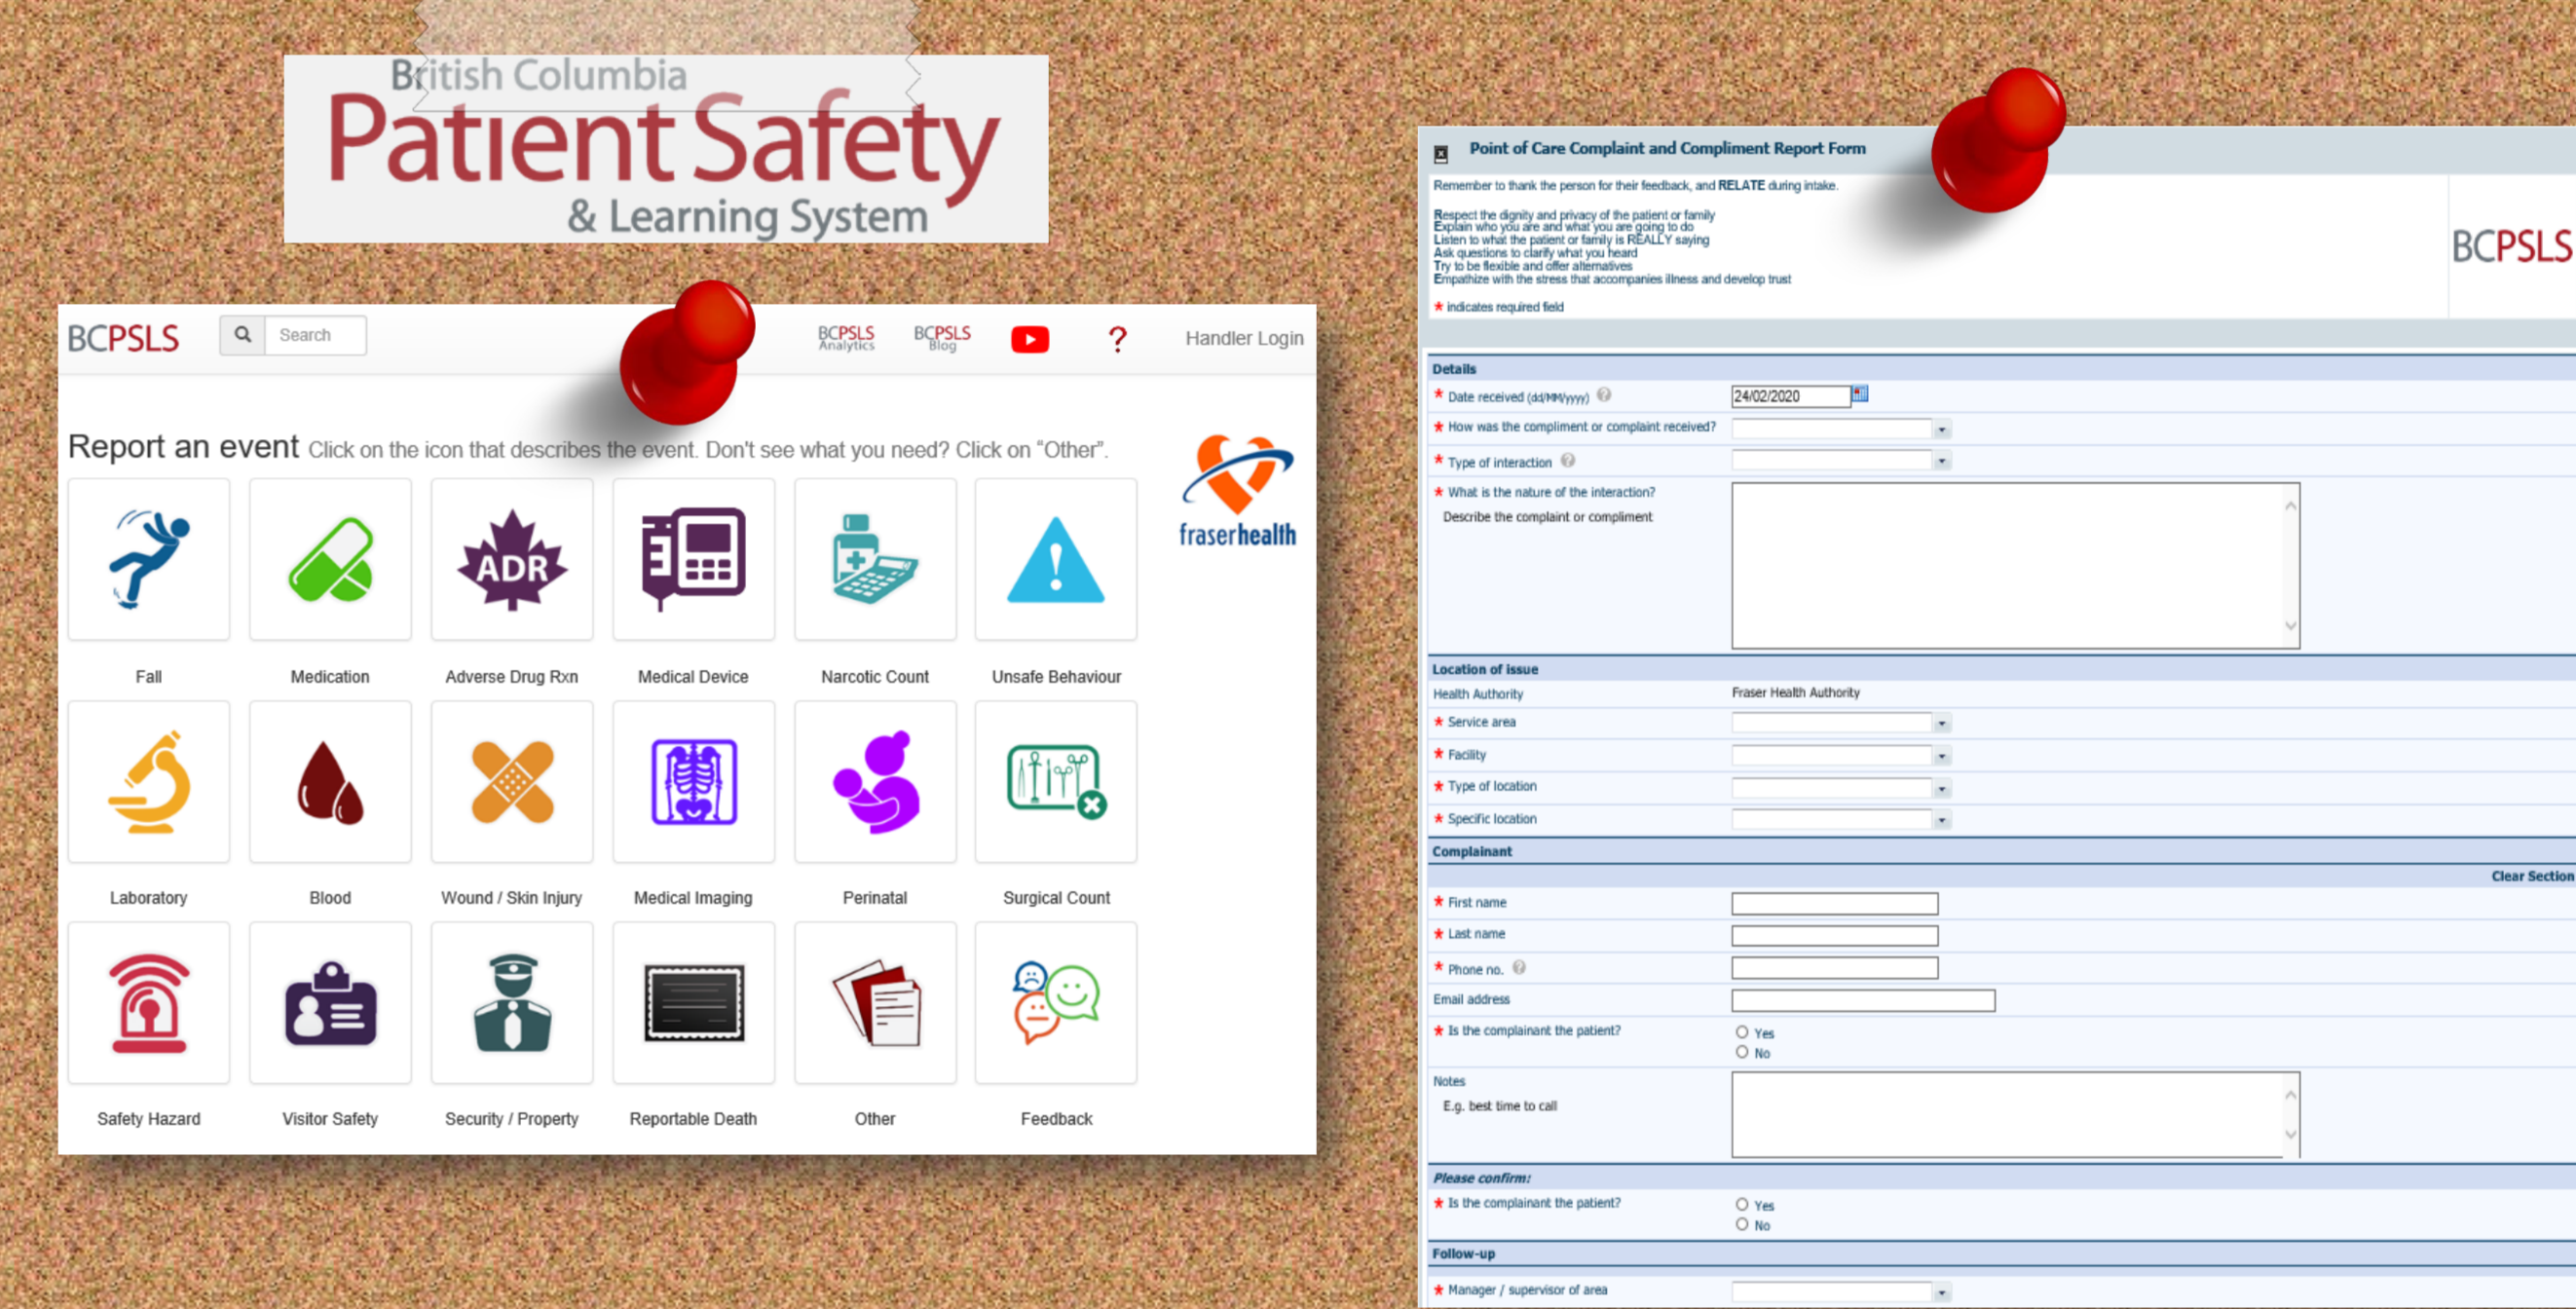 British Columbia
Patient Safety
& Learning System
BCPSLS
Search
BCPSLS
Analytics
BCPSLS
Blog
?
Handler Login
Report an event Click on the icon that describes the event. Don't see what you need? Click on “Other”.
fraserhealth
ADR
Fall
Medication
Adverse Drug Rxn
Medical Device
Narcotic Count
Unsafe Behaviour
Laboratory
Blood
Wound / Skin Injury
Medical Imaging
Perinatal
Surgical Count
Safety Hazard
Visitor Safety
Security / Property
Reportable Death
Other
Feedback
Point of Care Complaint and Compliment Report Form
Remember to thank the person for their feedback, and RELATE during intake.
Respect the dignity and privacy of the patient or family
Explain who you are and what you are going to do
Listen to what the patient or family is REALLY saying
Ask questions to clarify what you heard
Try to be flexible and offer alternatives
Empathize with the stress that accompanies illness and develop trust
* indicates required field
BCPSLS
Details
* Date received (dd/MM/yyyy) ? 24/02/2020
* How was the compliment or complaint received?
* Type of interaction ?
* What is the nature of the interaction?
Describe the complaint or compliment
Location of issue
Health Authority Fraser Health Authority
* Service area
* Facility
* Type of location
* Specific location
Complainant
Clear Section
* First name
* Last name
* Phone no. ?
Email address
* Is the complainant the patient? Yes
No
Notes
E.g. best time to call
Please confirm:
* Is the complainant the patient? Yes
No
Follow-up
* Manager / supervisor of area